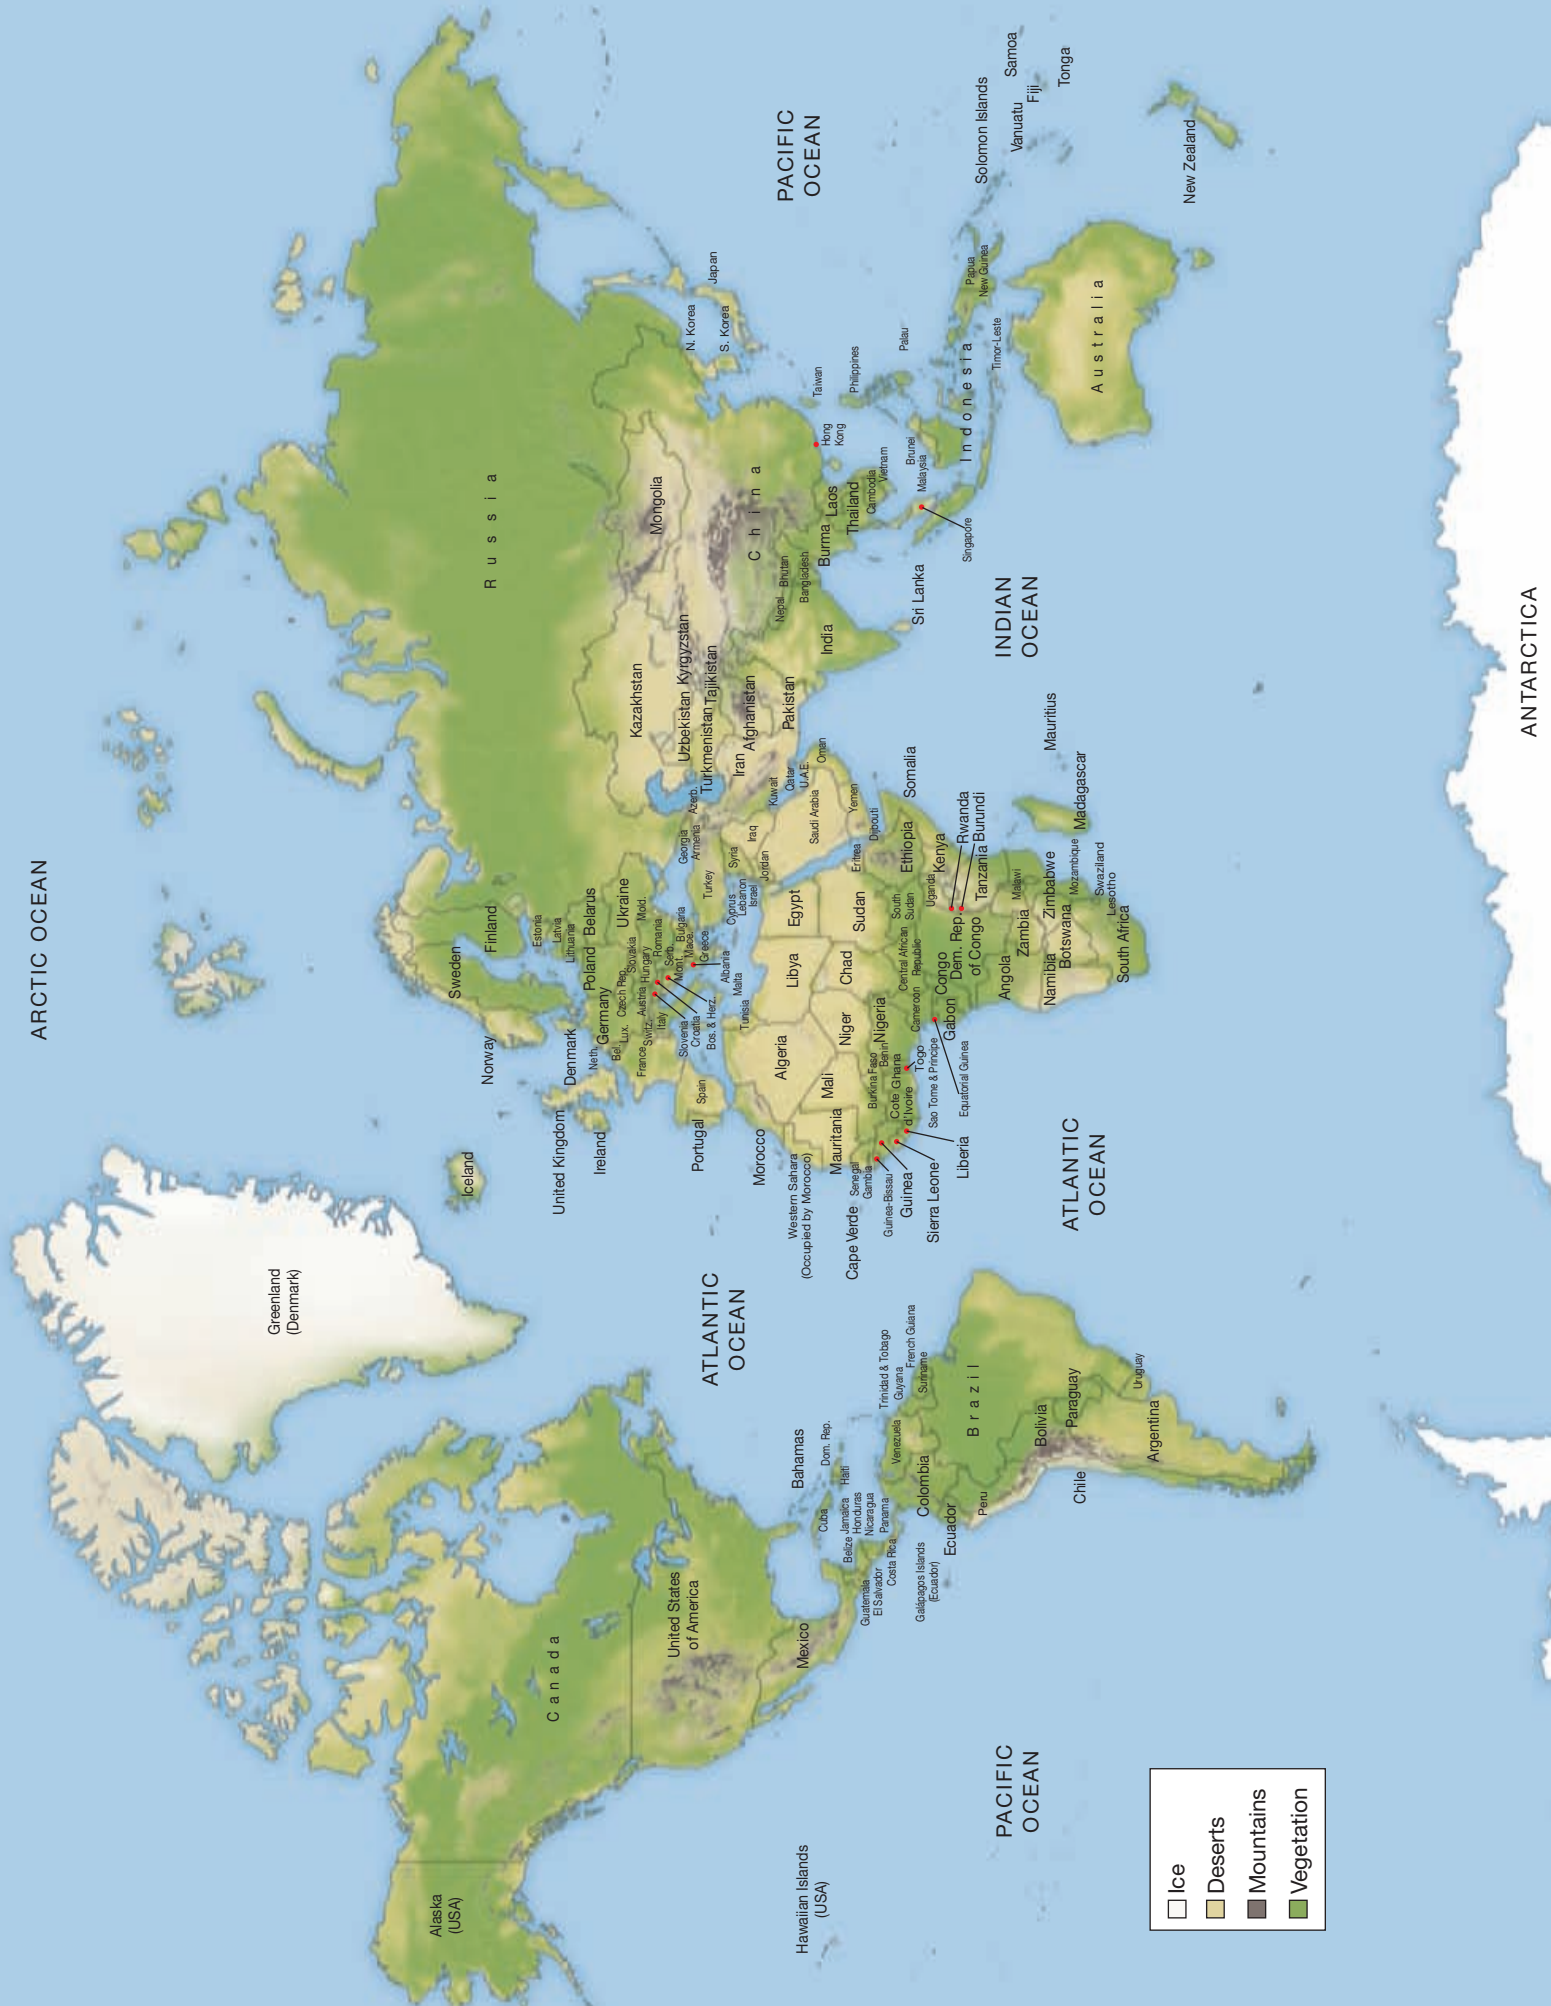 ARCTIC OCEAN
Greenland
(Denmark)
Iceland
Alaska
(USA)
Canada
United States
of America
Mexico
Hawaiian Islands
(USA)
PACIFIC
OCEAN
ATLANTIC
OCEAN
Bahamas
Cuba
Dom. Rep.
Haiti
Jamaica
Belize
Honduras
Nicaragua
Guatemala
El Salvador
Costa Rica
Panama
Trinidad & Tobago
Guyana
French Guiana
Suriname
Venezuela
Colombia
Galápagos Islands
(Ecuador)
Ecuador
Peru
Brazil
Bolivia
Paraguay
Chile
Argentina
Uruguay
Norway
Sweden
Finland
Russia
Estonia
Latvia
Lithuania
Denmark
United Kingdom
Ireland
Neth.
Bel.
Lux.
Germany
Poland
Belarus
Ukraine
Mold.
Czech Rep.
Slovakia
France
Switz.
Austria
Hungary
Romania
Italy
Slovenia
Croatia
Bos. & Herz.
Serb.
Mont.
Bulgaria
Mace.
Albania
Greece
Portugal
Spain
Malta
Turkey
Cyprus
Lebanon
Israel
Syria
Jordan
Iraq
Georgia
Armenia
Azerb.
Kazakhstan
Uzbekistan
Kyrgyzstan
Turkmenistan
Tajikistan
Iran
Afghanistan
Pakistan
Kuwait
Qatar
U.A.E.
Oman
Saudi Arabia
Yemen
Mongolia
China
N. Korea
S. Korea
Japan
Nepal
Bhutan
Bangladesh
India
Sri Lanka
Burma
Laos
Thailand
Cambodia
Vietnam
Hong
Kong
Taiwan
Philippines
Palau
Brunei
Malaysia
Singapore
Indonesia
Timor-Leste
Papua
New Guinea
PACIFIC
OCEAN
Solomon Islands
Samoa
Vanuatu
Fiji
Tonga
Australia
New Zealand
INDIAN
OCEAN
Morocco
Western Sahara
(Occupied by Morocco)
Algeria
Tunisia
Libya
Egypt
Mauritania
Mali
Niger
Chad
Sudan
Eritrea
Djibouti
Cape Verde
Senegal
Gambia
Guinea-Bissau
Guinea
Sierra Leone
Liberia
Cote
d'Ivoire
Burkina Faso
Ghana
Togo
Benin
Nigeria
Cameroon
Central African
Republic
South
Sudan
Ethiopia
Somalia
Sao Tome & Principe
Equatorial Guinea
Gabon
Congo
Dem. Rep.
of Congo
Uganda
Kenya
Rwanda
Burundi
Tanzania
Angola
Zambia
Malawi
Mozambique
Zimbabwe
Namibia
Botswana
South Africa
Swaziland
Lesotho
Madagascar
Mauritius
ATLANTIC
OCEAN
ANTARCTICA
Ice
Deserts
Mountains
Vegetation